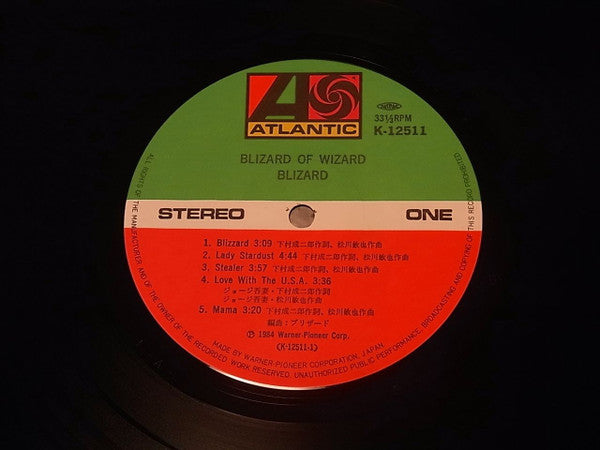 ATLANTIC
33⅓RPM
K-12511
BLIZARD OF WIZARD
BLIZARD
STEREO
ONE
1. Blizzard 3:09 下村成二郎作詞、松川敏也作曲
2. Lady Stardust 4:44 下村成二郎作詞、松川敏也作曲
3. Stealer 3:57 下村成二郎作詞、松川敏也作曲
4. Love With The U.S.A. 3:36
ジョージ吾妻・下村成二郎作詞
ジョージ吾妻・松川敏也作曲
5. Mama 3:20 下村成二郎作詞、松川敏也作曲
編曲：ブリザード
Ⓟ 1984 Warner-Pioneer Corp.
(K-12511-1)
ALL RIGHTS OF THE MANUFACTURER AND OF THE OWNER OF THE RECORDED WORK RESERVED. UNAUTHORIZED PUBLIC PERFORMANCE, BROADCASTING AND COPYING OF THIS RECORD PROHIBITED.
MADE BY WARNER-PIONEER CORPORATION, JAPAN.